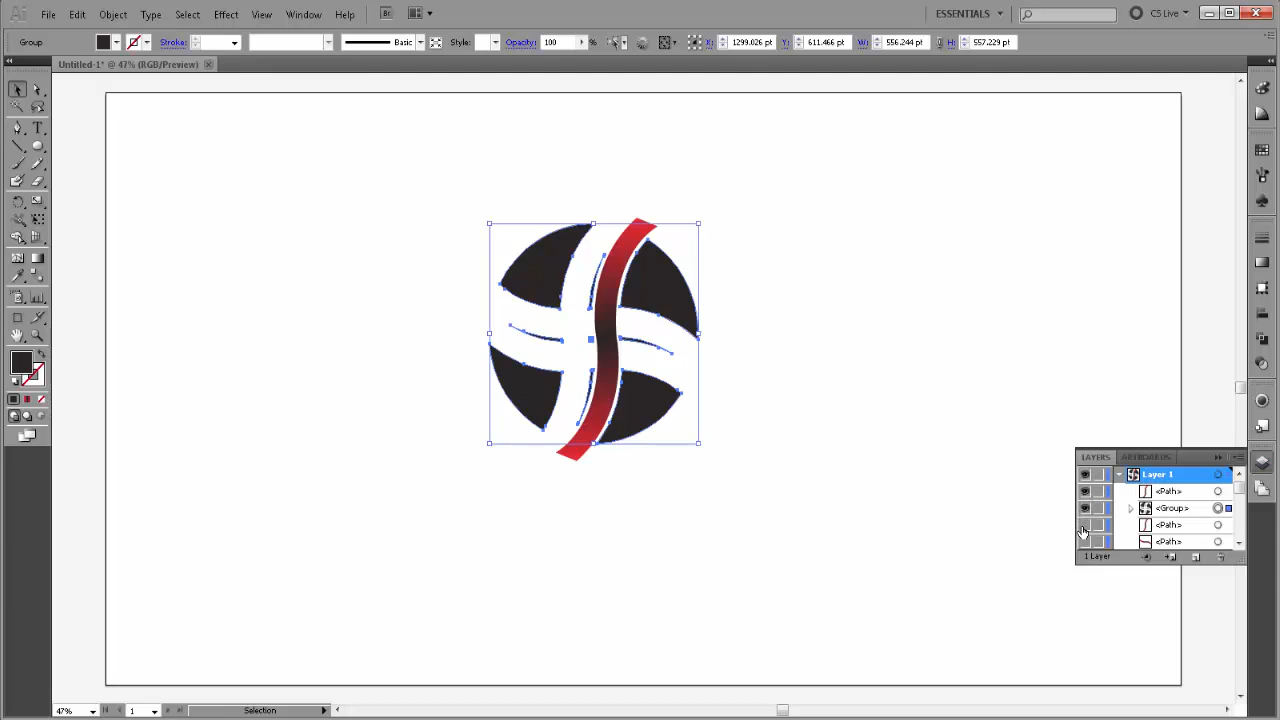 Ai File Edit Object Type Select Effect View Window Help Br ESSENTIALS CS Live
Group Stroke: Basic Style: Opacity: 100 % X: 1299.026 pt Y: 611.466 pt W: 556.244 pt H: 557.229 pt
Untitled-1* @ 47% (RGB/Preview)
LAYERS ARTBOARDS
Layer 1
<Path>
<Group>
<Path>
<Path>
1 Layer
47% 1 Selection